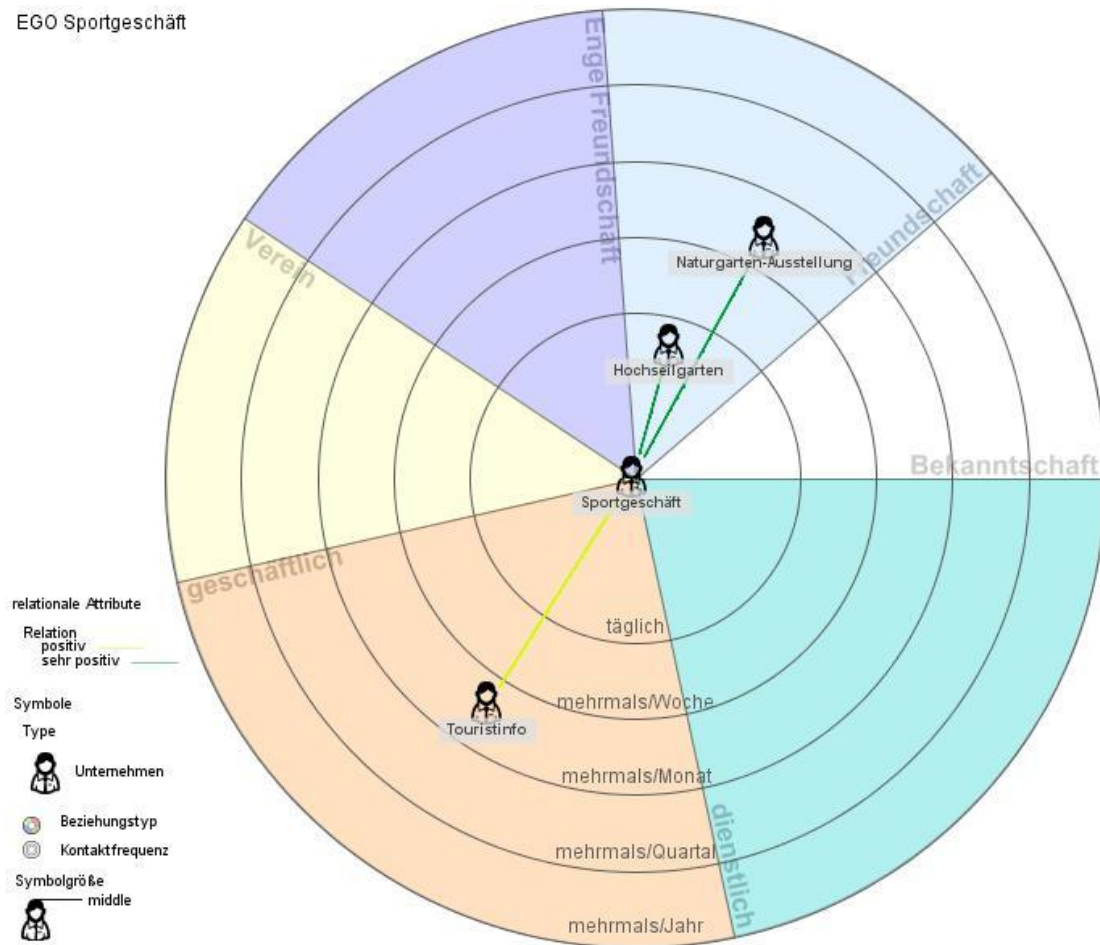 EGO Sportgeschäft
Enge Freundschaft
Freundschaft
Verein
Naturgarten-Ausstellung
Hochseilgarten
Bekanntschaft
Sportgeschäft
geschäftlich
täglich
mehrmals/Woche
Touristinfo
mehrmals/Monat
dienstlich
mehrmals/Quartal
mehrmals/Jahr
relationale Attribute
Relation
positiv
sehr positiv
Symbole
Type
Unternehmen
Beziehungstyp
Kontaktfrequenz
Symbolgröße
middle